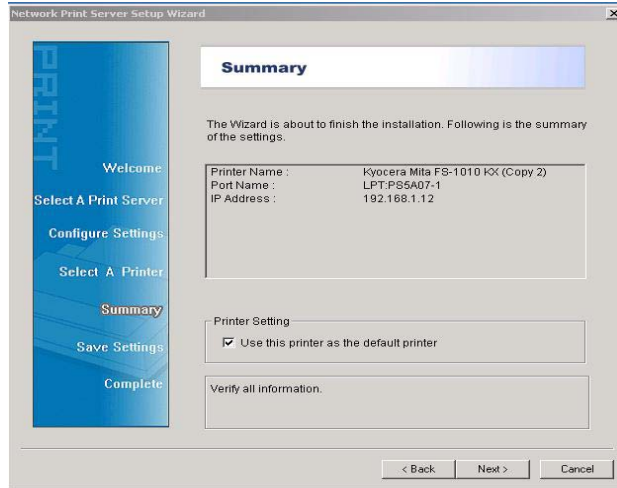 Network Print Server Setup Wizard
PRINT
Welcome
Select A Print Server
Configure Settings
Select A Printer
Summary
Save Settings
Complete
Summary
The Wizard is about to finish the installation. Following is the summary
of the settings.
Printer Name : Kyocera Mita FS-1010 KX (Copy 2)
Port Name : LPT:PS5A07-1
IP Address : 192.168.1.12
Printer Setting
Use this printer as the default printer
Verify all information.
< Back Next > Cancel